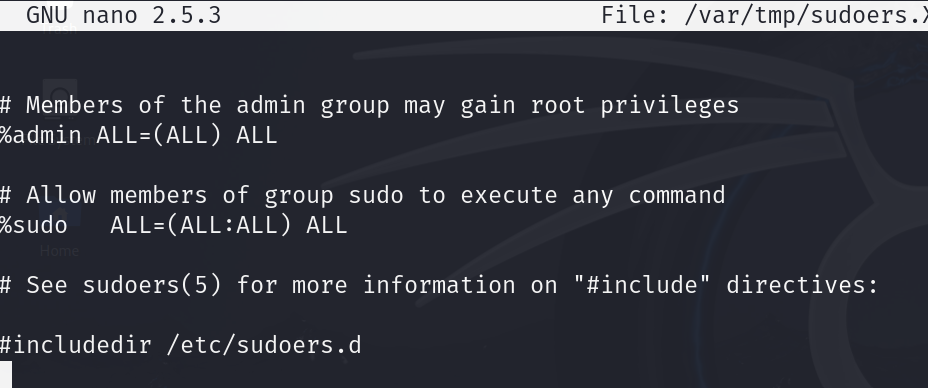 GNU nano 2.5.3 File: /var/tmp/sudoers.X
# Members of the admin group may gain root privileges
%admin ALL=(ALL) ALL
# Allow members of group sudo to execute any command
%sudo ALL=(ALL:ALL) ALL
# See sudoers(5) for more information on "#include" directives:
#includedir /etc/sudoers.d
Home